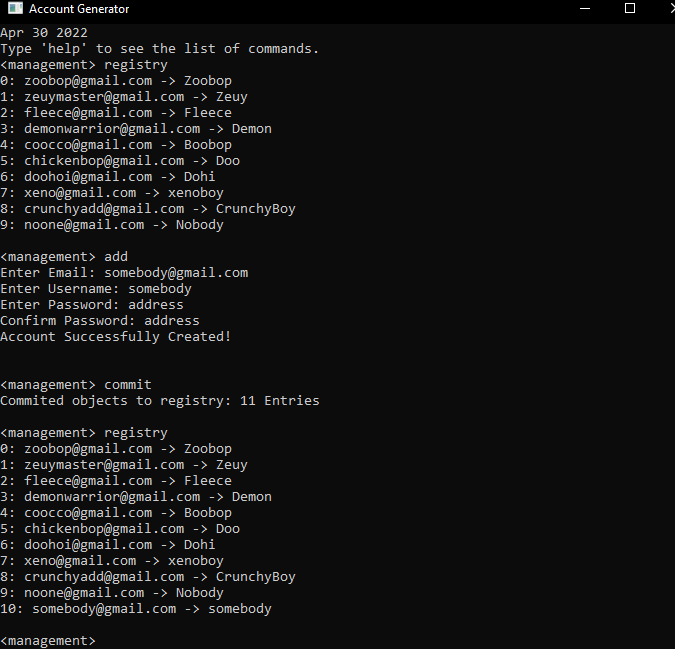 Account Generator
Apr 30 2022
Type 'help' to see the list of commands.
<management> registry
0: zoobop@gmail.com -> Zoobop
1: zeuymaster@gmail.com -> Zeuy
2: fleece@gmail.com -> Fleece
3: demonwarrior@gmail.com -> Demon
4: coocco@gmail.com -> Boobop
5: chickenbop@gmail.com -> Doo
6: doohoi@gmail.com -> Dohi
7: xeno@gmail.com -> xenoboy
8: crunchyadd@gmail.com -> CrunchyBoy
9: noone@gmail.com -> Nobody
<management> add
Enter Email: somebody@gmail.com
Enter Username: somebody
Enter Password: address
Confirm Password: address
Account Successfully Created!
<management> commit
Commited objects to registry: 11 Entries
<management> registry
0: zoobop@gmail.com -> Zoobop
1: zeuymaster@gmail.com -> Zeuy
2: fleece@gmail.com -> Fleece
3: demonwarrior@gmail.com -> Demon
4: coocco@gmail.com -> Boobop
5: chickenbop@gmail.com -> Doo
6: doohoi@gmail.com -> Dohi
7: xeno@gmail.com -> xenoboy
8: crunchyadd@gmail.com -> CrunchyBoy
9: noone@gmail.com -> Nobody
10: somebody@gmail.com -> somebody
<management>